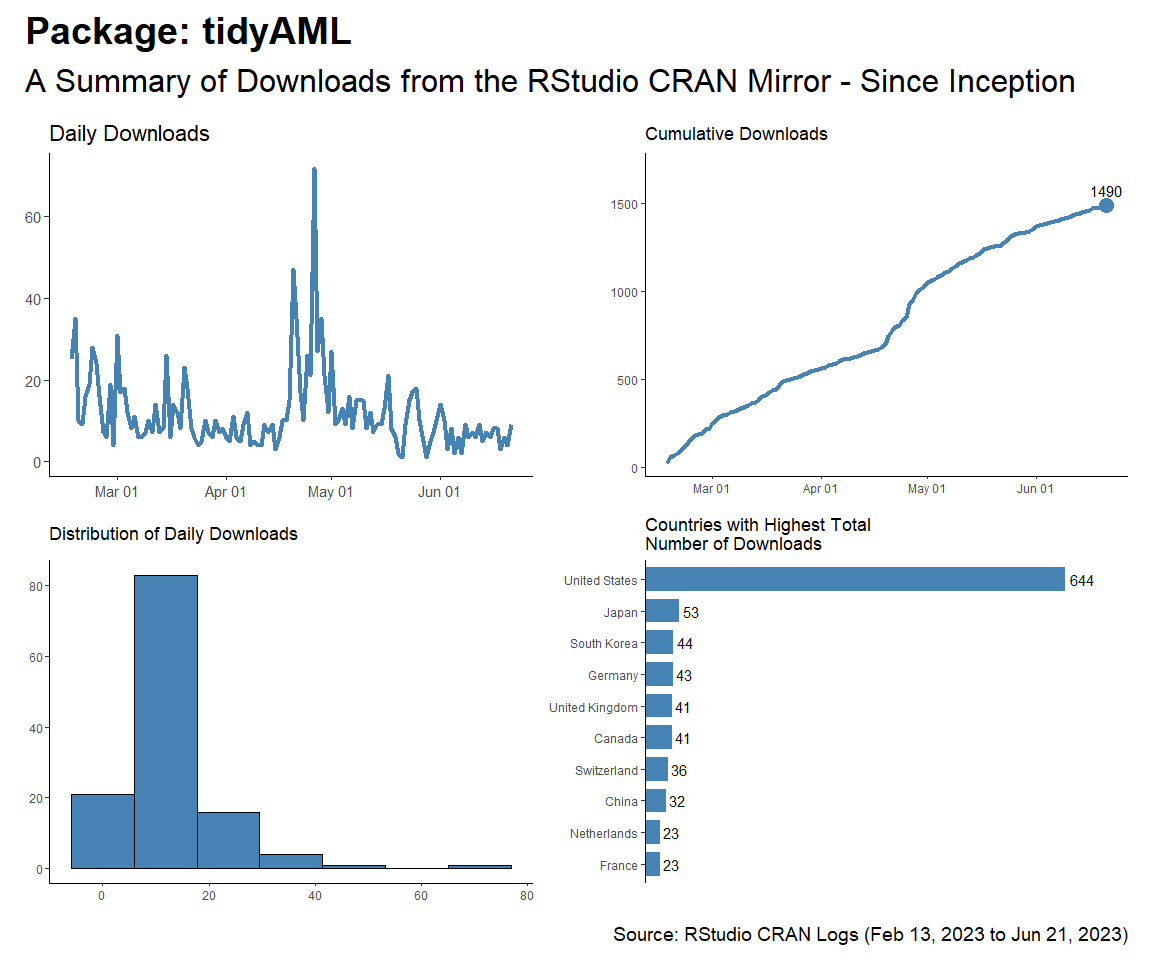 Package: tidyAML
A Summary of Downloads from the RStudio CRAN Mirror - Since Inception
Daily Downloads
60
40
20
0
Mar 01 Apr 01 May 01 Jun 01
Cumulative Downloads
1490
1500
1000
500
0
Mar 01 Apr 01 May 01 Jun 01
Distribution of Daily Downloads
80
60
40
20
0
0 20 40 60 80
Countries with Highest Total
Number of Downloads
United States 644
Japan 53
South Korea 44
Germany 43
United Kingdom 41
Canada 41
Switzerland 36
China 32
Netherlands 23
France 23
Source: RStudio CRAN Logs (Feb 13, 2023 to Jun 21, 2023)